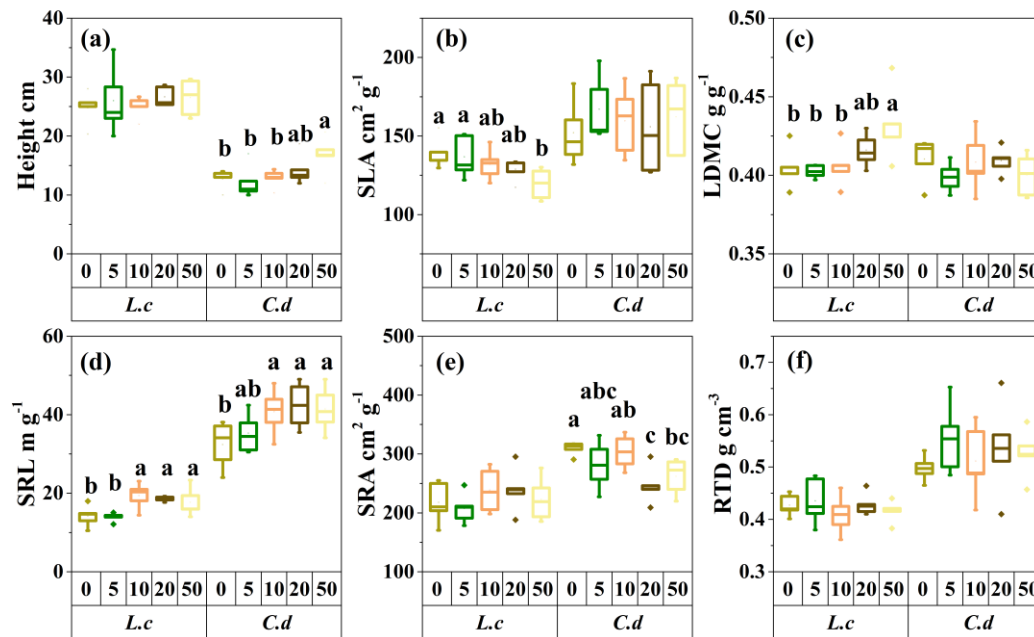 40
30
20
10
0
Height cm
(a)
b b b ab a
0 5 10 20 50 0 5 10 20 50
L.c C.d
200
150
100
SLA cm² g⁻¹
(b)
a a ab ab b
0 5 10 20 50 0 5 10 20 50
L.c C.d
0.50
0.45
0.40
0.35
LDMC g g⁻¹
(c)
b b b ab a
0 5 10 20 50 0 5 10 20 50
L.c C.d
60
40
20
0
SRL m g⁻¹
(d)
b b a a a b ab a a a
0 5 10 20 50 0 5 10 20 50
L.c C.d
500
400
300
200
100
SRA cm² g⁻¹
(e)
a abc ab c bc
0 5 10 20 50 0 5 10 20 50
L.c C.d
0.7
0.6
0.5
0.4
0.3
RTD g cm⁻³
(f)
0 5 10 20 50 0 5 10 20 50
L.c C.d